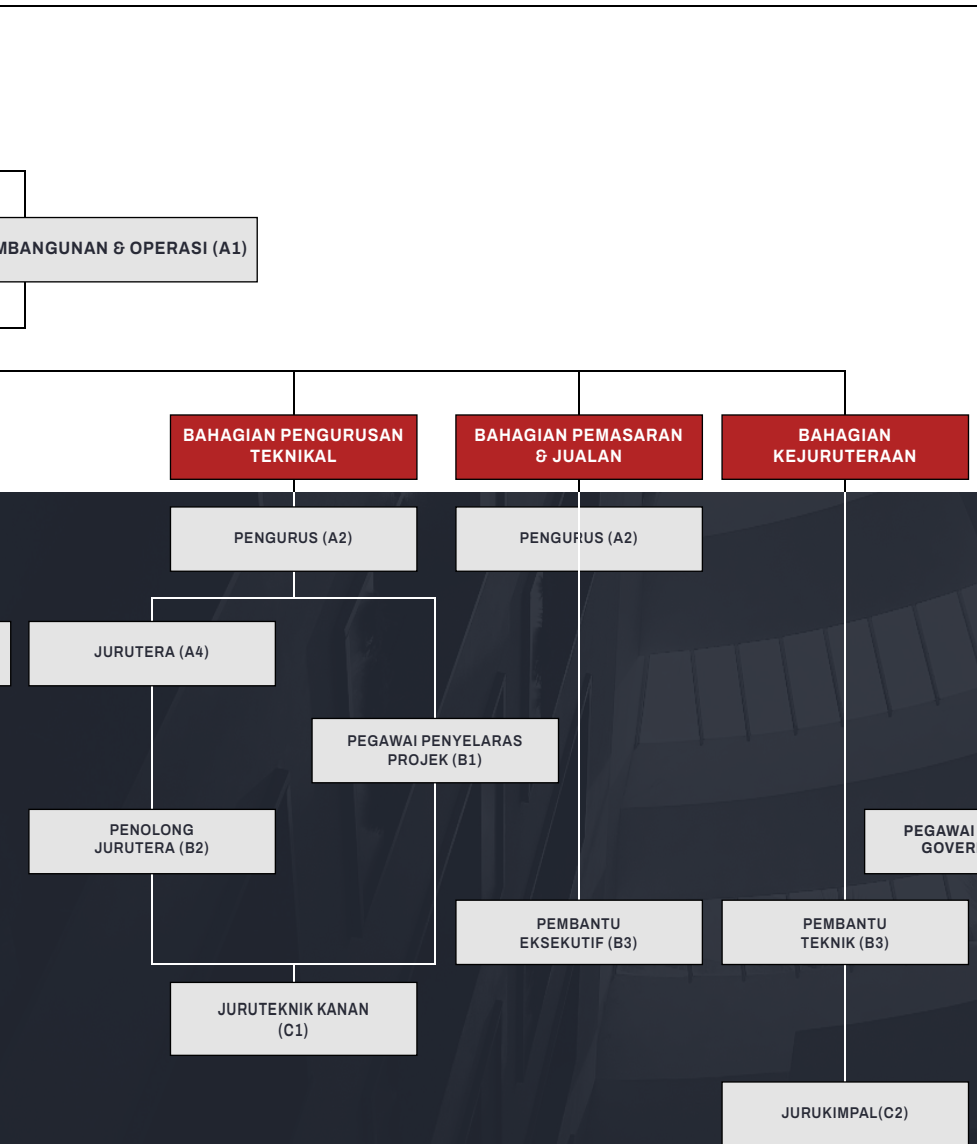 MBANGUNAN & OPERASI (A1)
BAHAGIAN PENGURUSAN
TEKNIKAL
BAHAGIAN PEMASARAN
& JUALAN
BAHAGIAN
KEJURUTERAAN
PENGURUS (A2)
PENGURUS (A2)
JURUTERA (A4)
PEGAWAI PENYELARAS
PROJEK (B1)
PENOLONG
JURUTERA (B2)
PEGAWAI
GOVER
PEMBANTU
EKSEKUTIF (B3)
PEMBANTU
TEKNIK (B3)
JURUTEKNIK KANAN
(C1)
JURUKIMPAL(C2)